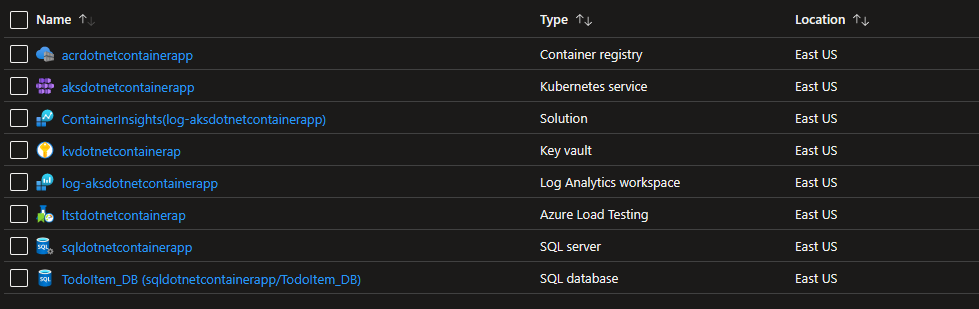 Name ↑↓ Type ↑↓ Location ↑↓
acrdotnetcontainerapp Container registry East US
aksdotnetcontainerapp Kubernetes service East US
ContainerInsights(log-aksdotnetcontainerapp) Solution East US
kvdotnetcontainerap Key vault East US
log-aksdotnetcontainerapp Log Analytics workspace East US
ltstdotnetcontainerap Azure Load Testing East US
SQL sqldotnetcontainerapp SQL server East US
SQL TodoItem_DB (sqldotnetcontainerapp/TodoItem_DB) SQL database East US